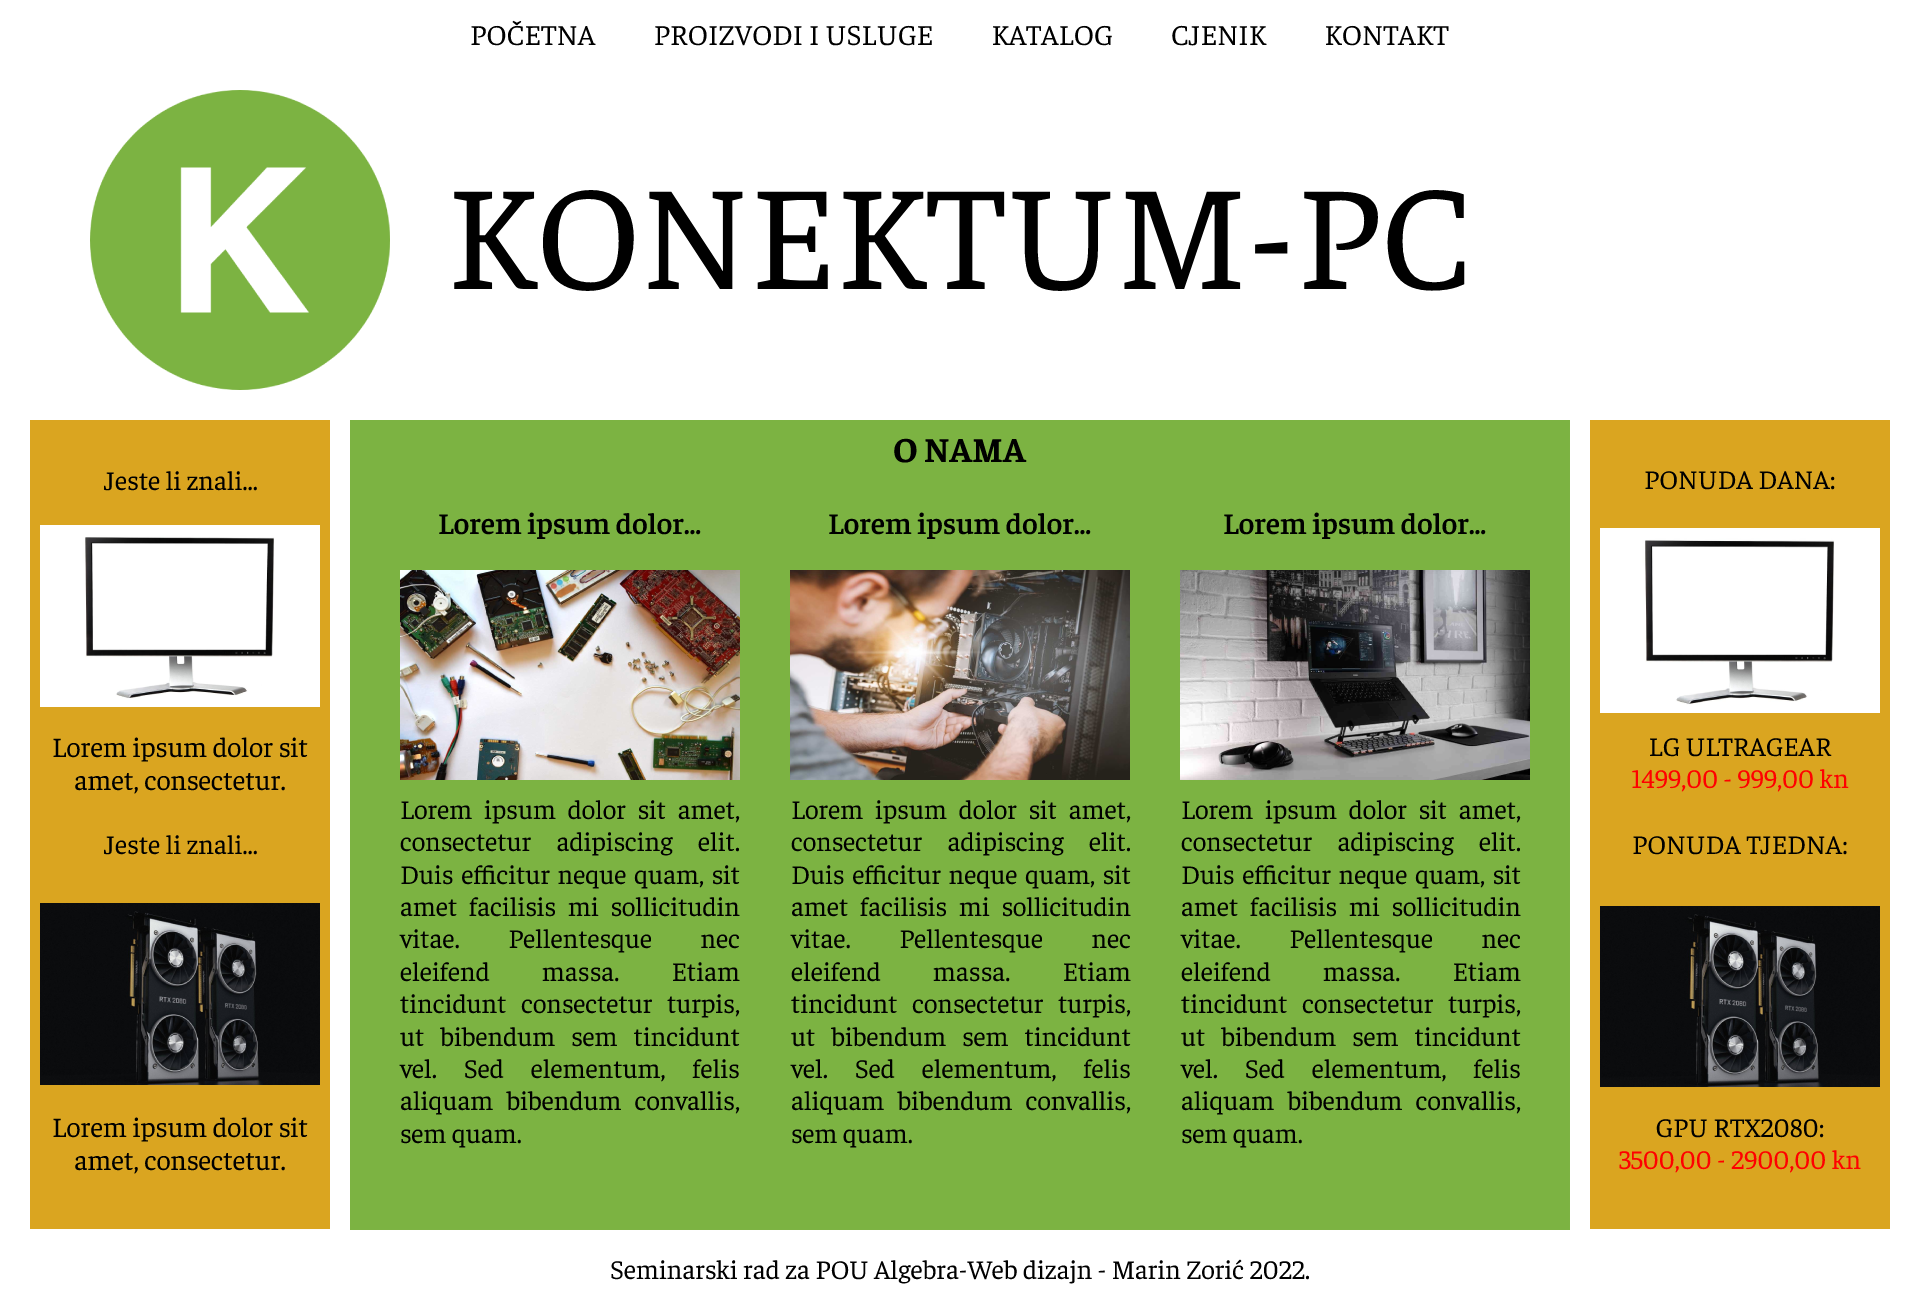 POČETNA PROIZVODI I USLUGE KATALOG CJENIK KONTAKT
K
KONEKTUM-PC
Jeste li znali...
Lorem ipsum dolor sit
amet, consectetur.
Jeste li znali...
RTX 2080
RTX 2080
Lorem ipsum dolor sit
amet, consectetur.
O NAMA
Lorem ipsum dolor...
Lorem ipsum dolor sit amet,
consectetur adipiscing elit.
Duis efficitur neque quam, sit
amet facilisis mi sollicitudin
vitae. Pellentesque nec
eleifend massa. Etiam
tincidunt consectetur turpis,
ut bibendum sem tincidunt
vel. Sed elementum, felis
aliquam bibendum convallis,
sem quam.
Lorem ipsum dolor...
Lorem ipsum dolor sit amet,
consectetur adipiscing elit.
Duis efficitur neque quam, sit
amet facilisis mi sollicitudin
vitae. Pellentesque nec
eleifend massa. Etiam
tincidunt consectetur turpis,
ut bibendum sem tincidunt
vel. Sed elementum, felis
aliquam bibendum convallis,
sem quam.
Lorem ipsum dolor...
Lorem ipsum dolor sit amet,
consectetur adipiscing elit.
Duis efficitur neque quam, sit
amet facilisis mi sollicitudin
vitae. Pellentesque nec
eleifend massa. Etiam
tincidunt consectetur turpis,
ut bibendum sem tincidunt
vel. Sed elementum, felis
aliquam bibendum convallis,
sem quam.
PONUDA DANA:
LG ULTRAGEAR
1499,00 - 999,00 kn
PONUDA TJEDNA:
RTX 2080
RTX 2080
GPU RTX2080:
3500,00 - 2900,00 kn
Seminarski rad za POU Algebra-Web dizajn - Marin Zorić 2022.